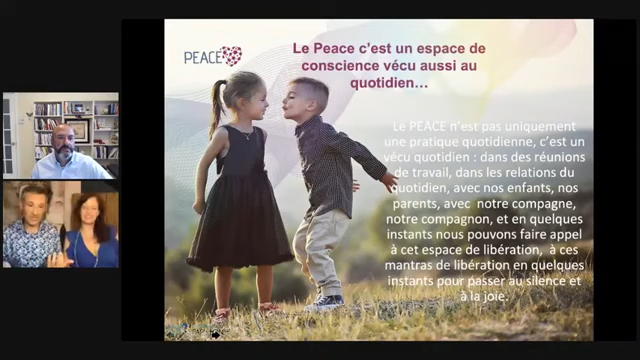 PEACE
Le Peace c’est un espace de
conscience vécu aussi au
quotidien…
Le PEACE n’est pas uniquement
une pratique quotidienne, c’est un
vécu quotidien : dans des réunions
de travail, dans les relations du
quotidien, avec nos enfants, nos
parents, avec notre compagne,
notre compagnon, et en quelques
instants nous pouvons faire appel
à cet espace de libération, à ces
mantras de libération en quelques
instants pour passer au silence et
à la joie.